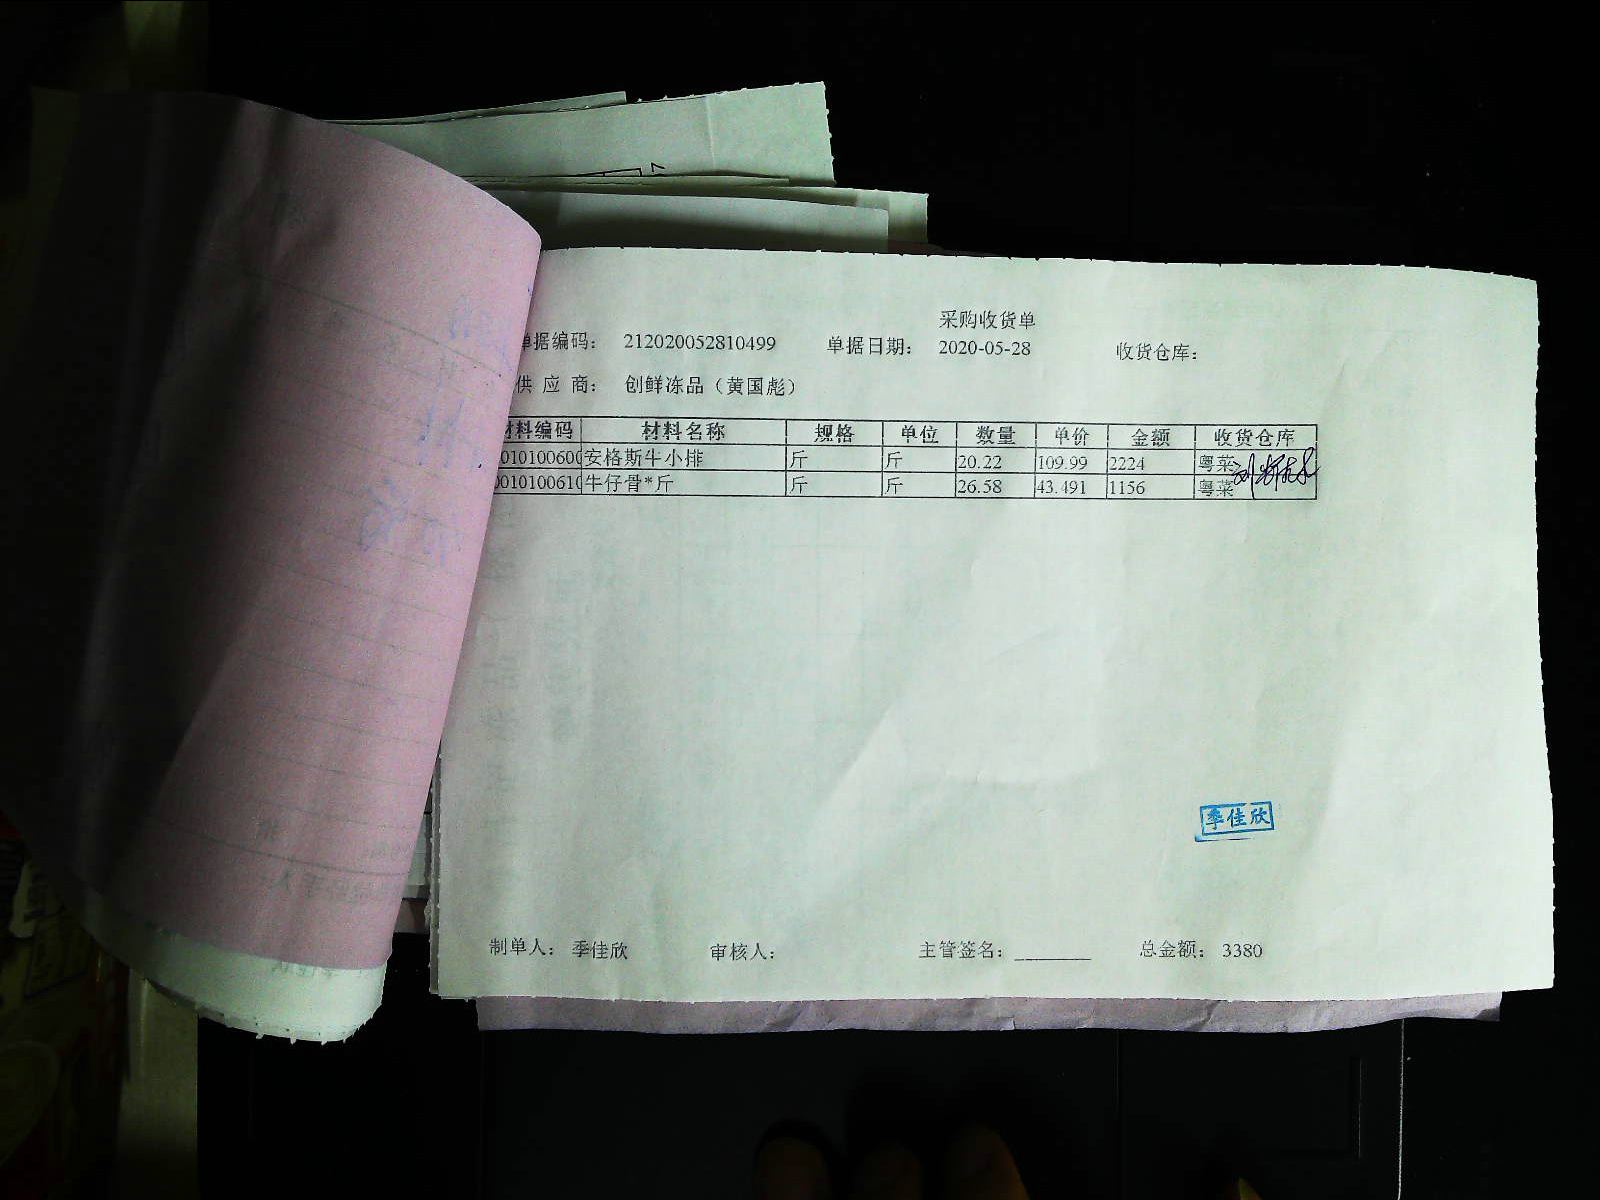 采购收货单
单据编码： 212020052810499 单据日期： 2020-05-28 收货仓库：
供 应 商： 创鲜冻品（黄国彪）
材料编码 材料名称 规格 单位 数量 单价 金额 收货仓库
010100600 安格斯牛小排 斤 斤 20.22 109.99 2224 粤菜
0010100610 牛仔骨*斤 斤 斤 26.58 43.491 1156 粤菜
季佳欣
制单人： 季佳欣 审核人： 主管签名：________ 总金额： 3380